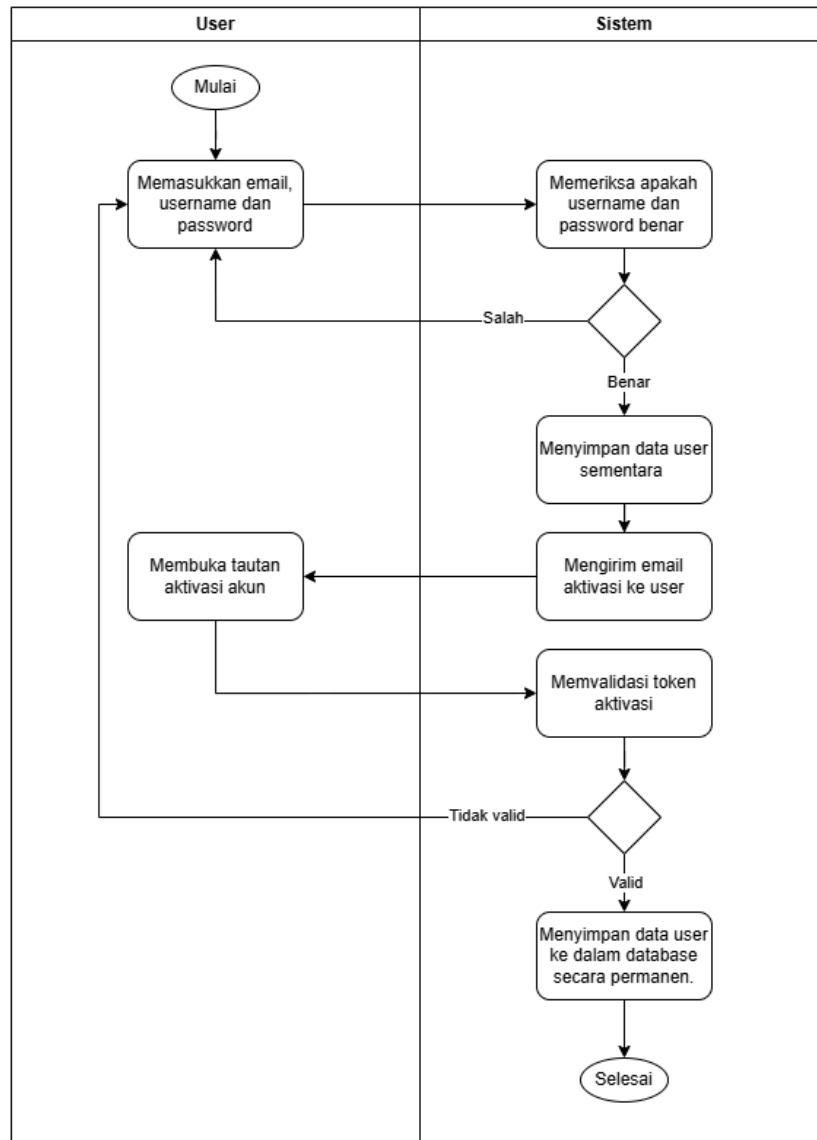 User
Sistem
Mulai
Memasukkan email,
username dan
password
Memeriksa apakah
username dan
password benar
Salah
Benar
Menyimpan data user
sementara
Membuka tautan
aktivasi akun
Mengirim email
aktivasi ke user
Memvalidasi token
aktivasi
Tidak valid
Valid
Menyimpan data user
ke dalam database
secara permanen.
Selesai